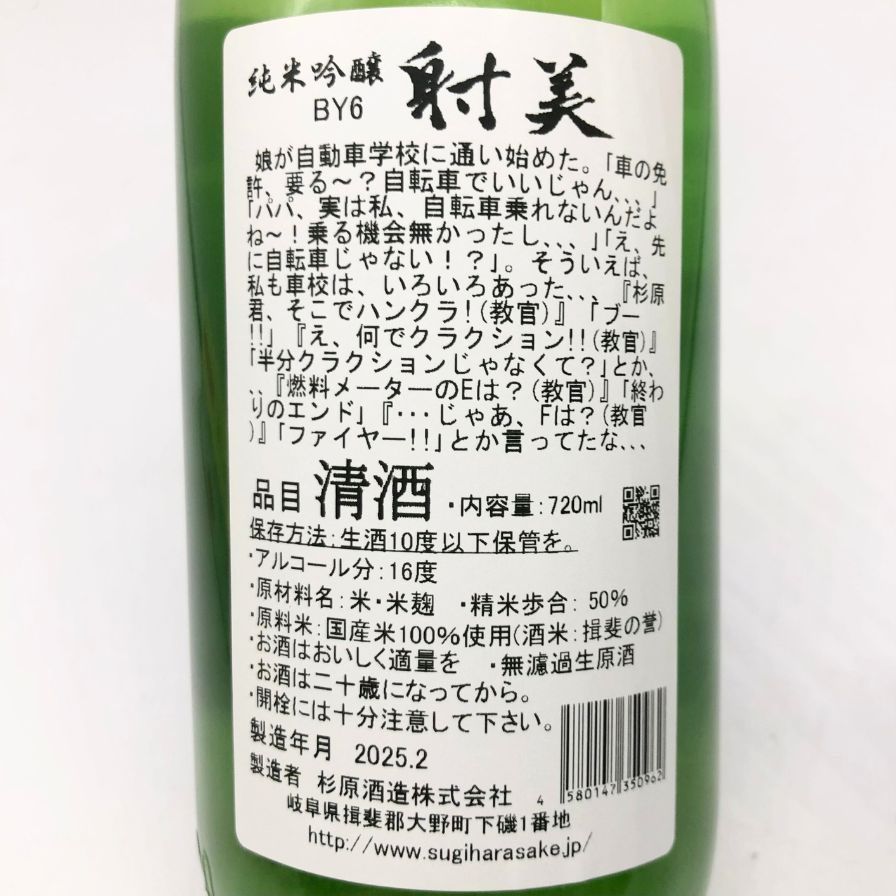 純米吟醸 射美
BY6
娘が自動車学校に通い始めた。「車の免
許、要る〜?自転車でいいじゃん、、、」
「パパ、実は私、自転車乗れないんだよ
ね〜!乗る機会無かったし、、、」「え、先
に自転車じゃない!?」。そういえば、
私も車校は、いろいろあった、、、『杉原
君、そこでハンクラ!(教官)』「ブー
!!」『え、何でクラクション!!(教官)』
「半分クラクションじゃなくて?」とか、
、、『燃料メーターのEは?(教官)』「終わ
りのエンド」『・・・じゃあ、Fは?(教官
)』「ファイヤー!!」とか言ってたな、、、
品目 清酒 ・内容量:720ml
保存方法:生酒10度以下保管を。
・アルコール分:16度
・原材料名:米・米麹 ・精米歩合: 50%
・原料米:国産米100%使用(酒米:揖斐の誉)
・お酒はおいしく適量を ・無濾過生原酒
・お酒は二十歳になってから。
・開栓には十分注意して下さい。
製造年月 2025.2
製造者 杉原酒造株式会社
岐阜県揖斐郡大野町下磯1番地
http://www.sugiharasake.jp/
4 580147 350962